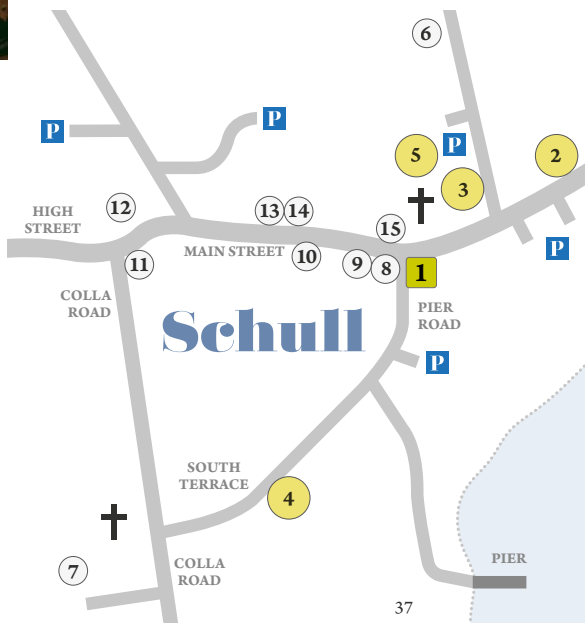 6
P
P
P
5
2
3
12
13
14
15
HIGH
STREET
MAIN STREET
10
9
8
1
P
11
COLLA
ROAD
PIER
ROAD
Schull
P
SOUTH
TERRACE
4
7
COLLA
ROAD
PIER
37